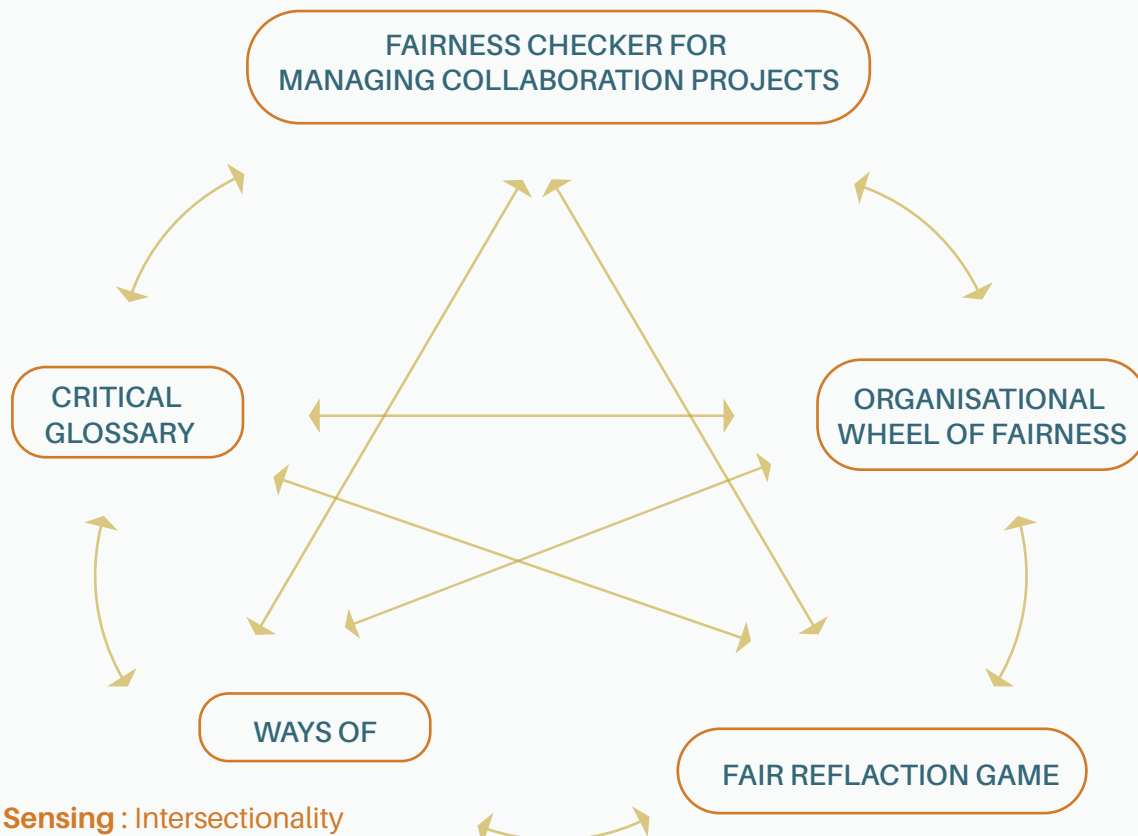 FAIRNESS CHECKER FOR
MANAGING COLLABORATION PROJECTS
CRITICAL
GLOSSARY
ORGANISATIONAL
WHEEL OF FAIRNESS
WAYS OF
FAIR REFLACTION GAME
Sensing : Intersectionality